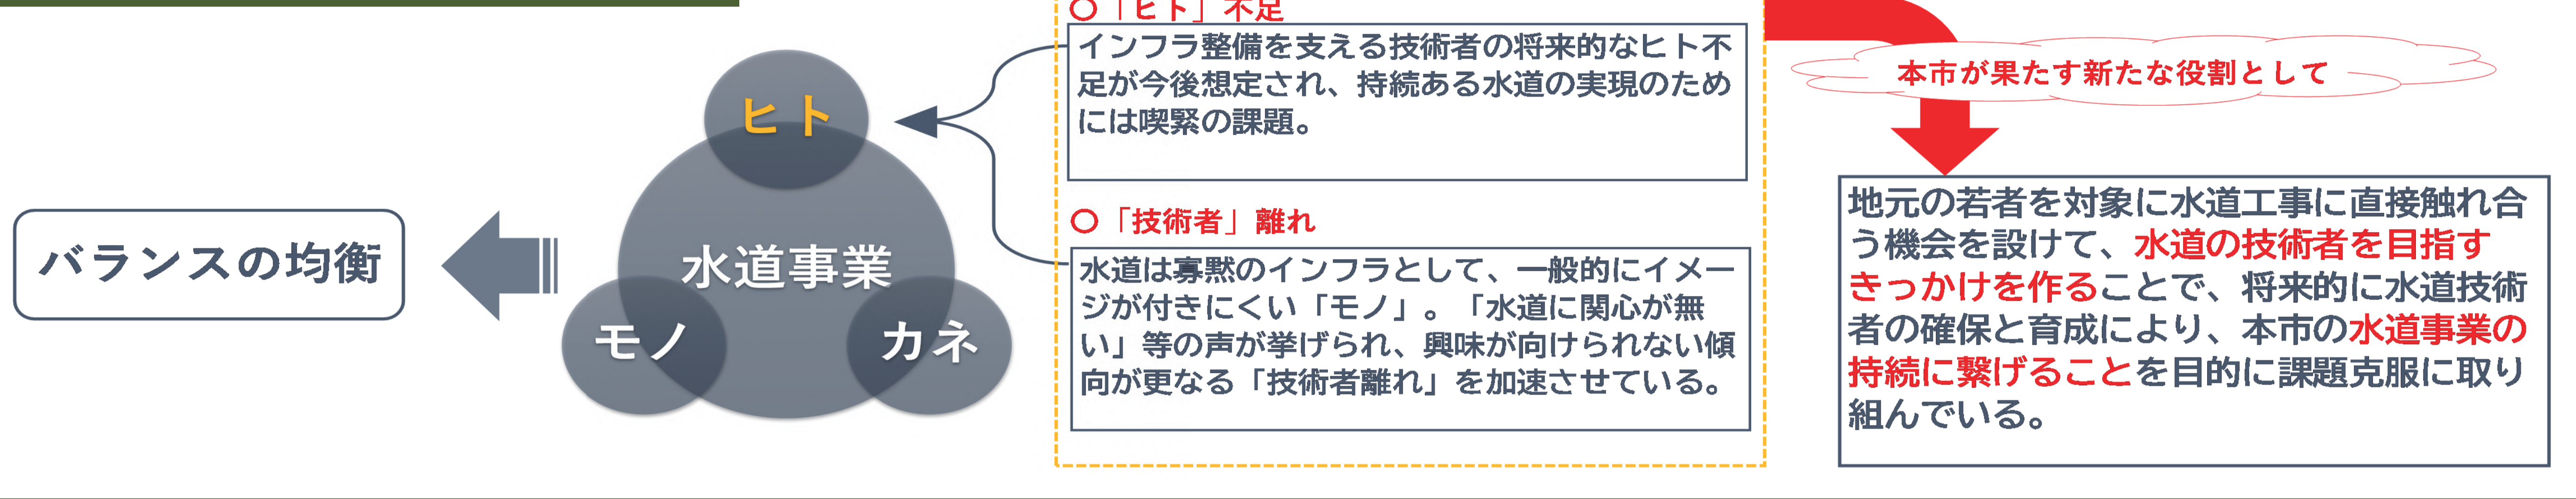 バランスの均衡
ヒト
水道事業
モノ
カネ
〇「ヒト」不足
インフラ整備を支える技術者の将来的なヒト不
足が今後想定され、持続ある水道の実現のため
には喫緊の課題。
〇「技術者」離れ
水道は寡黙のインフラとして、一般的にイメー
ジが付きにくい「モノ」。「水道に関心が無
い」等の声が挙げられ、興味が向けられない傾
向が更なる「技術者離れ」を加速させている。
本市が果たす新たな役割として
地元の若者を対象に水道工事に直接触れ合
う機会を設けて、水道の技術者を目指す
きっかけを作ることで、将来的に水道技術
者の確保と育成により、本市の水道事業の
持続に繋げることを目的に課題克服に取り
組んでいる。